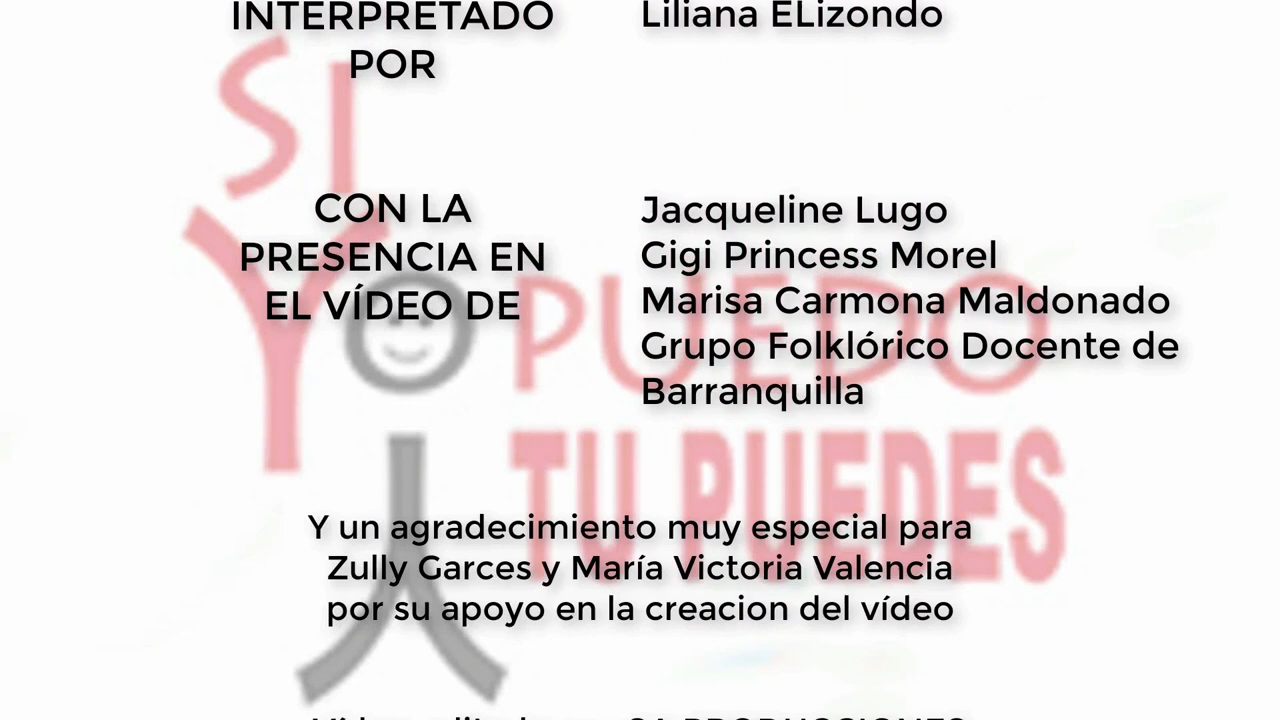 INTERPRETADO
POR
Liliana ELizondo
CON LA
PRESENCIA EN
EL VÍDEO DE
Jacqueline Lugo
Gigi Princess Morel
Marisa Carmona Maldonado
Grupo Folklórico Docente de
Barranquilla
SI
YO PUEDO
TU PUEDES
Y un agradecimiento muy especial para
Zully Garces y María Victoria Valencia
por su apoyo en la creacion del vídeo